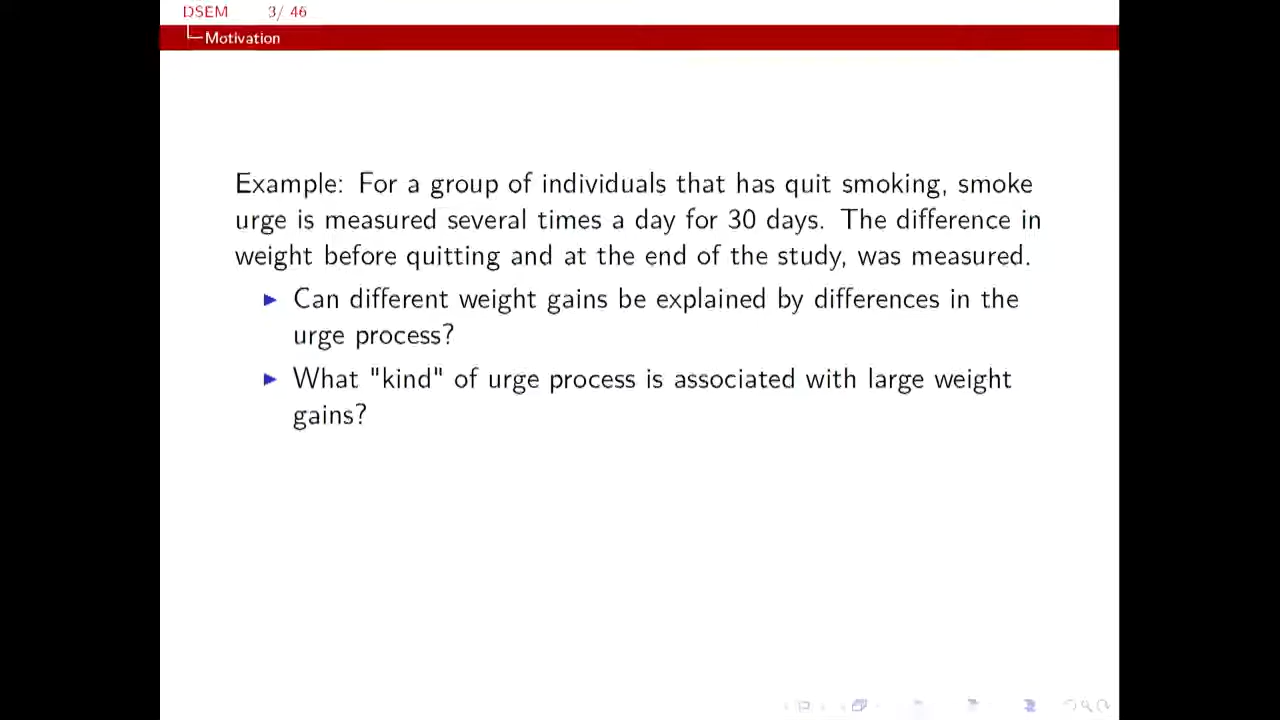 DSEM 3/ 46
Motivation
Example: For a group of individuals that has quit smoking, smoke
urge is measured several times a day for 30 days. The difference in
weight before quitting and at the end of the study, was measured.
Can different weight gains be explained by differences in the
urge process?
What "kind" of urge process is associated with large weight
gains?